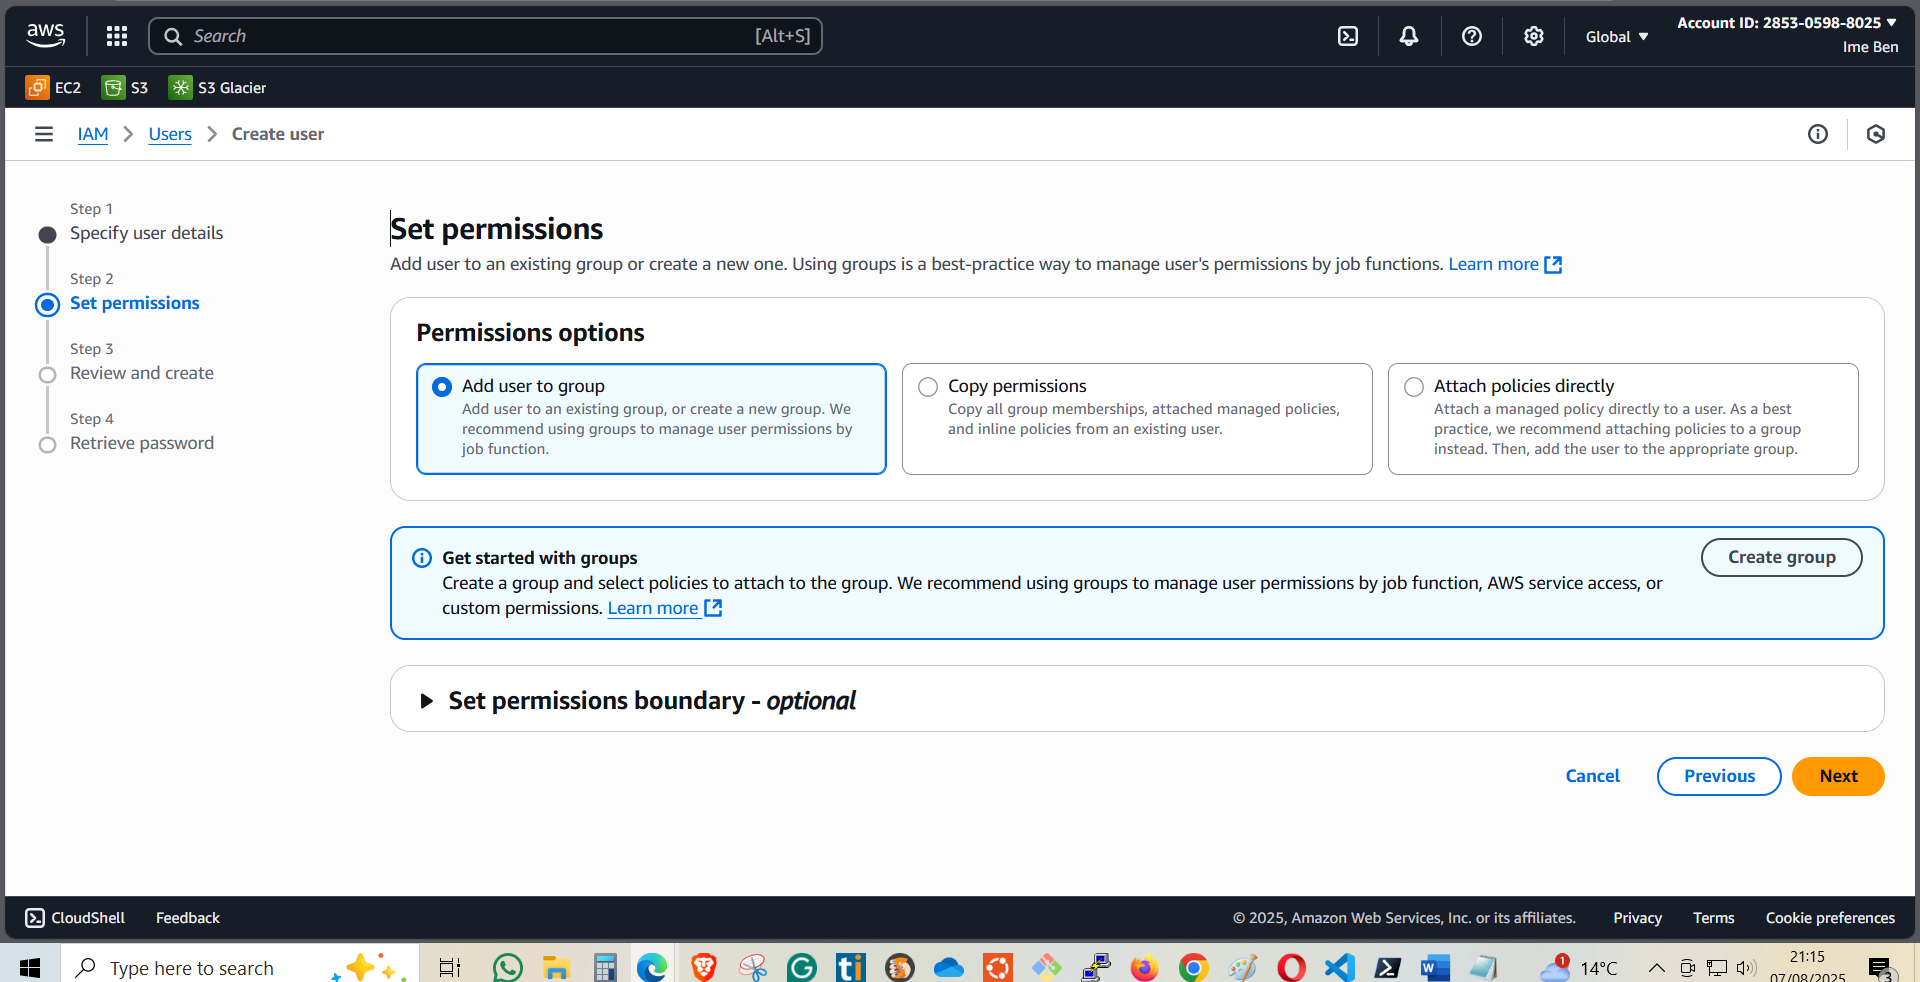 aws
Search
[Alt+S]
Global
Account ID: 2853-0598-8025
Ime Ben
EC2
S3
S3 Glacier
IAM
Users
Create user
Step 1
Specify user details
Step 2
Set permissions
Step 3
Review and create
Step 4
Retrieve password
Set permissions
Add user to an existing group or create a new one. Using groups is a best-practice way to manage user's permissions by job functions. Learn more
Permissions options
Add user to group
Add user to an existing group, or create a new group. We
recommend using groups to manage user permissions by
job function.
Copy permissions
Copy all group memberships, attached managed policies,
and inline policies from an existing user.
Attach policies directly
Attach a managed policy directly to a user. As a best
practice, we recommend attaching policies to a group
instead. Then, add the user to the appropriate group.
Get started with groups
Create a group and select policies to attach to the group. We recommend using groups to manage user permissions by job function, AWS service access, or
custom permissions. Learn more
Create group
Set permissions boundary - optional
Cancel
Previous
Next
CloudShell
Feedback
© 2025, Amazon Web Services, Inc. or its affiliates.
Privacy
Terms
Cookie preferences
Type here to search
ti
W
1
14°C
21:15
07/08/2025
3